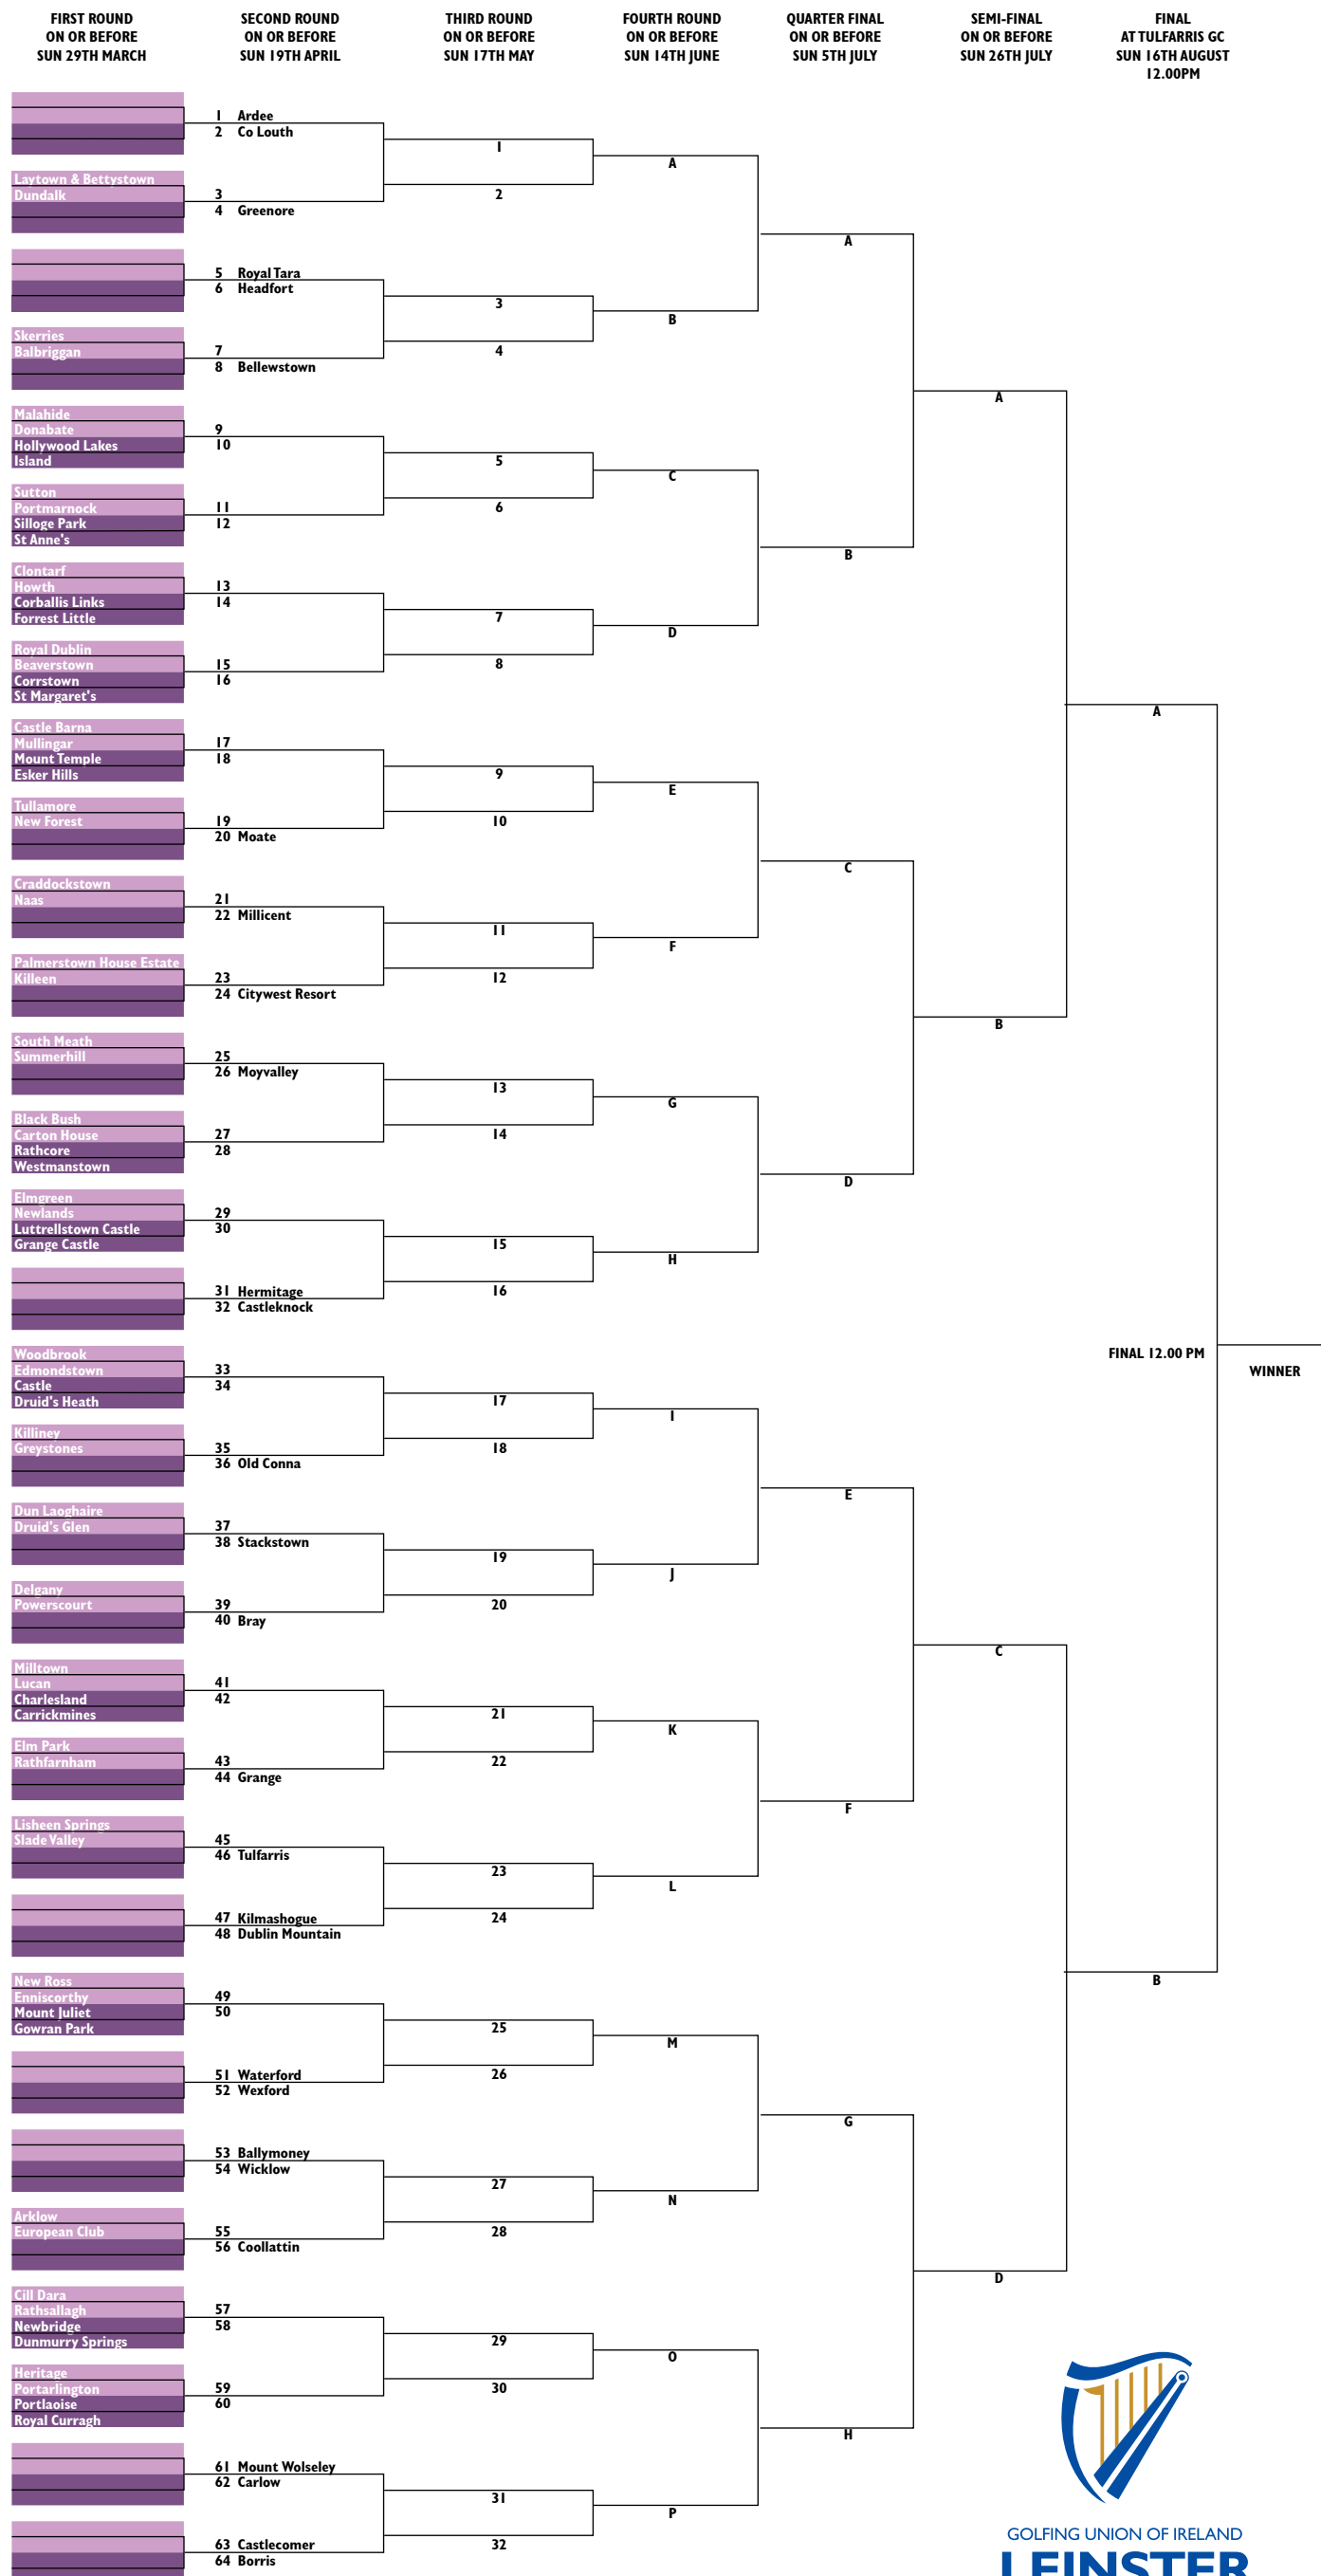 FIRST ROUND
ON OR BEFORE
SUN 29TH MARCH
SECOND ROUND
ON OR BEFORE
SUN 19TH APRIL
THIRD ROUND
ON OR BEFORE
SUN 17TH MAY
FOURTH ROUND
ON OR BEFORE
SUN 14TH JUNE
QUARTER FINAL
ON OR BEFORE
SUN 5TH JULY
SEMI-FINAL
ON OR BEFORE
SUN 26TH JULY
FINAL
AT TULFARRIS GC
SUN 16TH AUGUST
12.00PM
Laytown & Bettystown
Dundalk
Skerries
Balbriggan
Malahide
Donabate
Hollywood Lakes
Island
Sutton
Portmarnock
Silloge Park
St Anne's
Clontarf
Howth
Corballis Links
Forrest Little
Royal Dublin
Beaverstown
Corrstown
St Margaret's
Castle Barna
Mullingar
Mount Temple
Esker Hills
Tullamore
New Forest
Craddockstown
Naas
Palmerstown House Estate
Killeen
South Meath
Summerhill
Black Bush
Carton House
Rathcore
Westmanstown
Elmgreen
Newlands
Luttrellstown Castle
Grange Castle
Woodbrook
Edmondstown
Castle
Druid's Heath
Killiney
Greystones
Dun Laoghaire
Druid's Glen
Delgany
Powerscourt
Milltown
Lucan
Charlesland
Carrickmines
Elm Park
Rathfarnham
Lisheen Springs
Slade Valley
New Ross
Enniscorthy
Mount Juliet
Gowran Park
Arklow
European Club
Cill Dara
Rathsallagh
Newbridge
Dunmurry Springs
Heritage
Portarlington
Portlaoise
Royal Curragh
1 Ardee
2 Co Louth
3
4 Greenore
5 Royal Tara
6 Headfort
7
8 Bellewstown
9
10
11
12
13
14
15
16
17
18
19
20 Moate
21
22 Millicent
23
24 Citywest Resort
25
26 Moyvalley
27
28
29
30
31 Hermitage
32 Castleknock
33
34
35
36 Old Conna
37
38 Stackstown
39
40 Bray
41
42
43
44 Grange
45
46 Tulfarris
47 Kilmashogue
48 Dublin Mountain
49
50
51 Waterford
52 Wexford
53 Ballymoney
54 Wicklow
55
56 Coollattin
57
58
59
60
61 Mount Wolseley
62 Carlow
63 Castlecomer
64 Borris
1
2
3
4
5
6
7
8
9
10
11
12
13
14
15
16
17
18
19
20
21
22
23
24
25
26
27
28
29
30
31
32
A
B
C
D
E
F
G
H
I
J
K
L
M
N
O
P
A
B
C
D
E
F
G
H
A
B
C
D
A
B
FINAL 12.00 PM
WINNER
GOLFING UNION OF IRELAND
LEINSTER